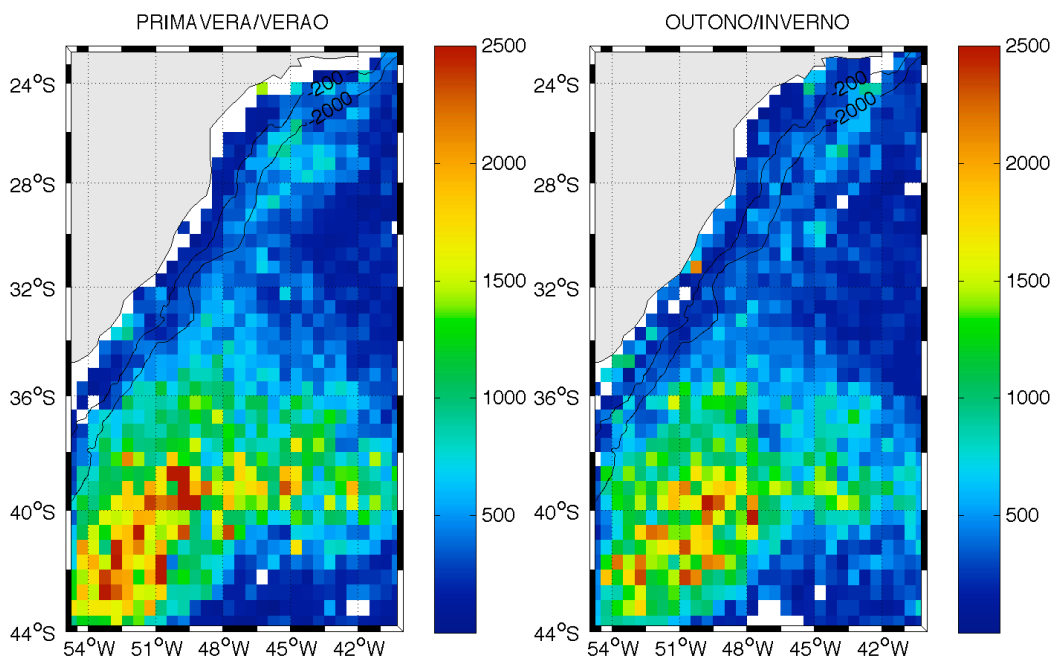 PRIMAVERA/VERAO
OUTONO/INVERNO
24°S
28°S
32°S
36°S
40°S
44°S
54°W
51°W
48°W
45°W
42°W
-200
-2000
2500
2000
1500
1000
500
24°S
28°S
32°S
36°S
40°S
44°S
54°W
51°W
48°W
45°W
42°W
-200
-2000
2500
2000
1500
1000
500